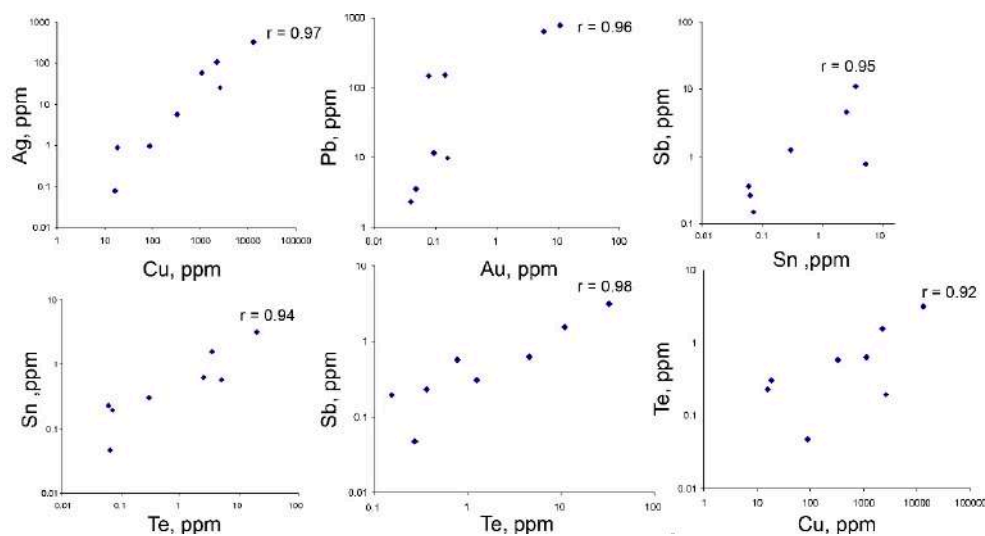 1000
100
10
1
0.1
0.01
Ag, ppm
r = 0.97
1 10 100 1000 10000 100000
Cu, ppm
1000
100
10
1
Pb, ppm
r = 0.96
0.01 0.1 1 10 100
Au, ppm
100
10
1
0.1
Sb, ppm
r = 0.95
0.01 0.1 1 10
Sn ,ppm
10
1
0.1
0.01
Sn ,ppm
r = 0.94
0.01 0.1 1 10 100
Te, ppm
10
1
0.1
0.01
Sb, ppm
r = 0.98
0.1 1 10 100
Te, ppm
10
1
0.1
0.01
Te, ppm
r = 0.92
1 10 100 1000 10000 100000
Cu, ppm